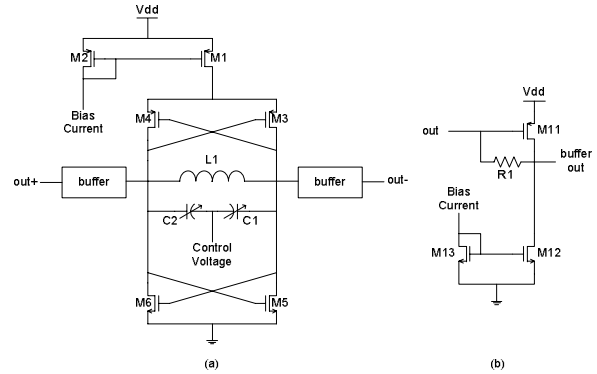 Vdd
M2
M1
Bias
Current
M4
M3
L1
out+
buffer
buffer
out-
C2
C1
Control
Voltage
M6
M5
(a)
Vdd
out
M11
R1
buffer
out
Bias
Current
M13
M12
(b)